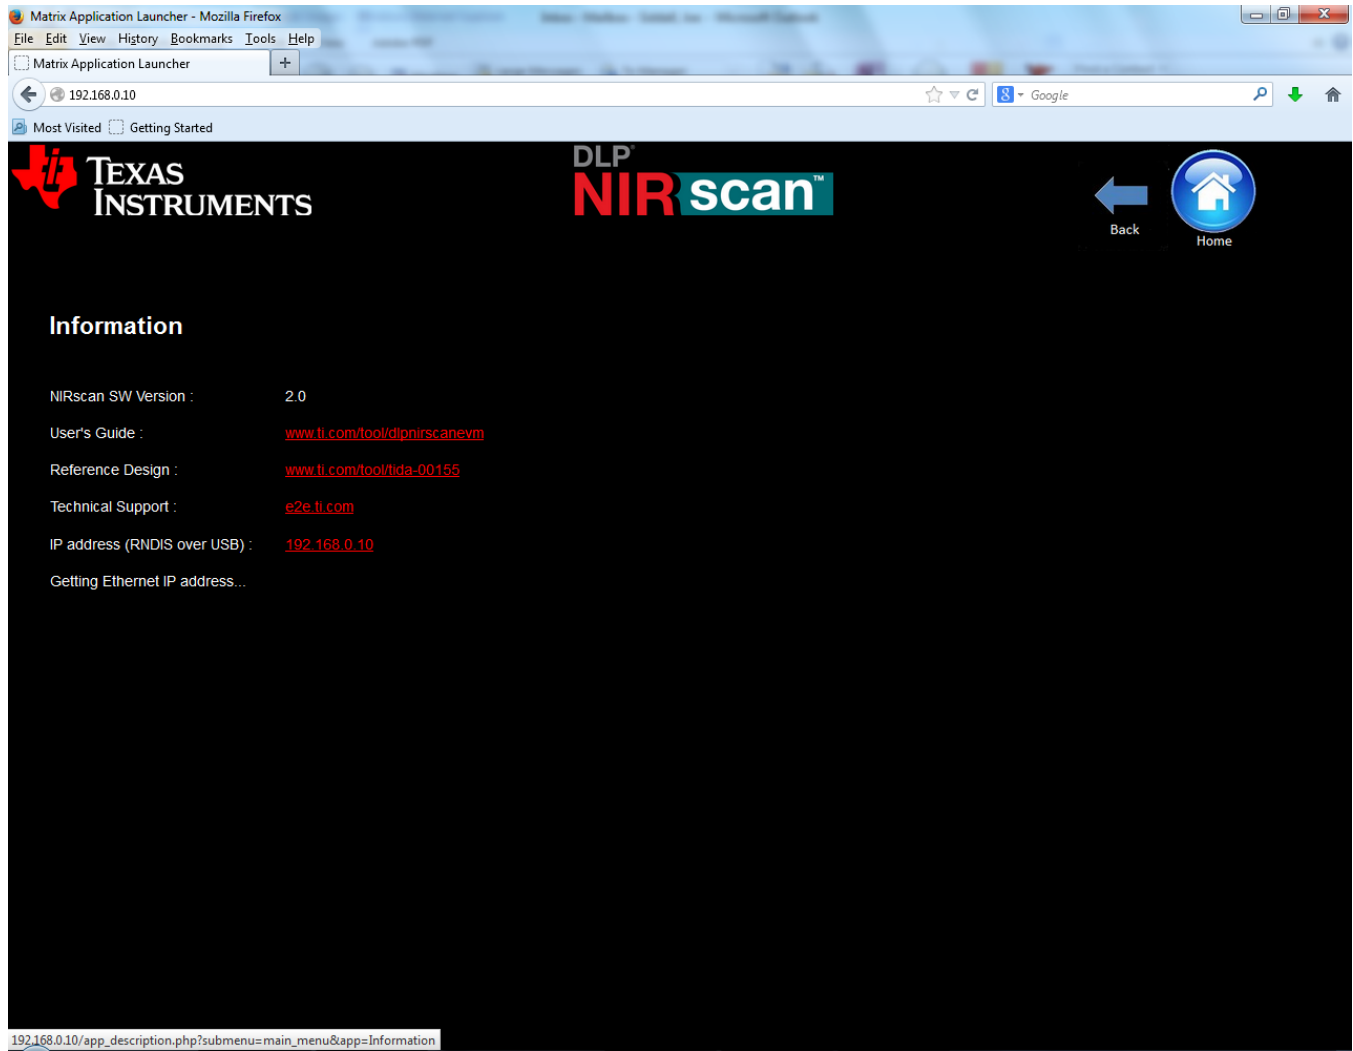 Matrix Application Launcher - Mozilla Firefox
File Edit View History Bookmarks Tools Help
Matrix Application Launcher +
192.168.0.10
Google
Most Visited Getting Started
TEXAS INSTRUMENTS
DLP®
NIRscan™
Back
Home
Information
NIRscan SW Version : 2.0
User's Guide : www.ti.com/tool/dlpnirscanevm
Reference Design : www.ti.com/tool/tida-00155
Technical Support : e2e.ti.com
IP address (RNDIS over USB) : 192.168.0.10
Getting Ethernet IP address...
192.168.0.10/app_description.php?submenu=main_menu&app=Information